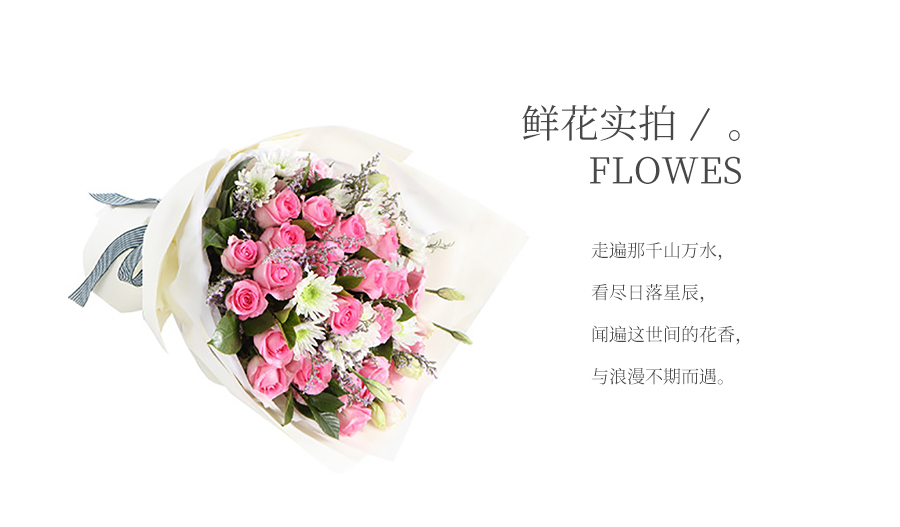 鲜花实拍 / 。
FLOWES
走遍那千山万水，
看尽日落星辰，
闻遍这世间的花香，
与浪漫不期而遇。